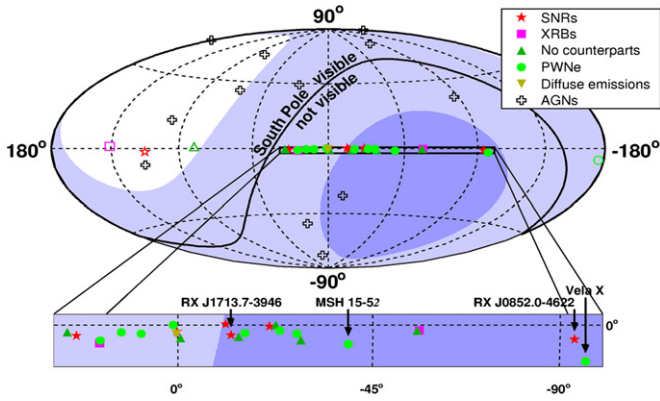 90°
SNRs
XRBs
No counterparts
PWNe
Diffuse emissions
AGNs
South Pole visible
not visible
180°
-180°
-90°
RX J1713.7-3946
MSH 15-52
RX J0852.0-4622
Vela X
0°
0°
-45°
-90°